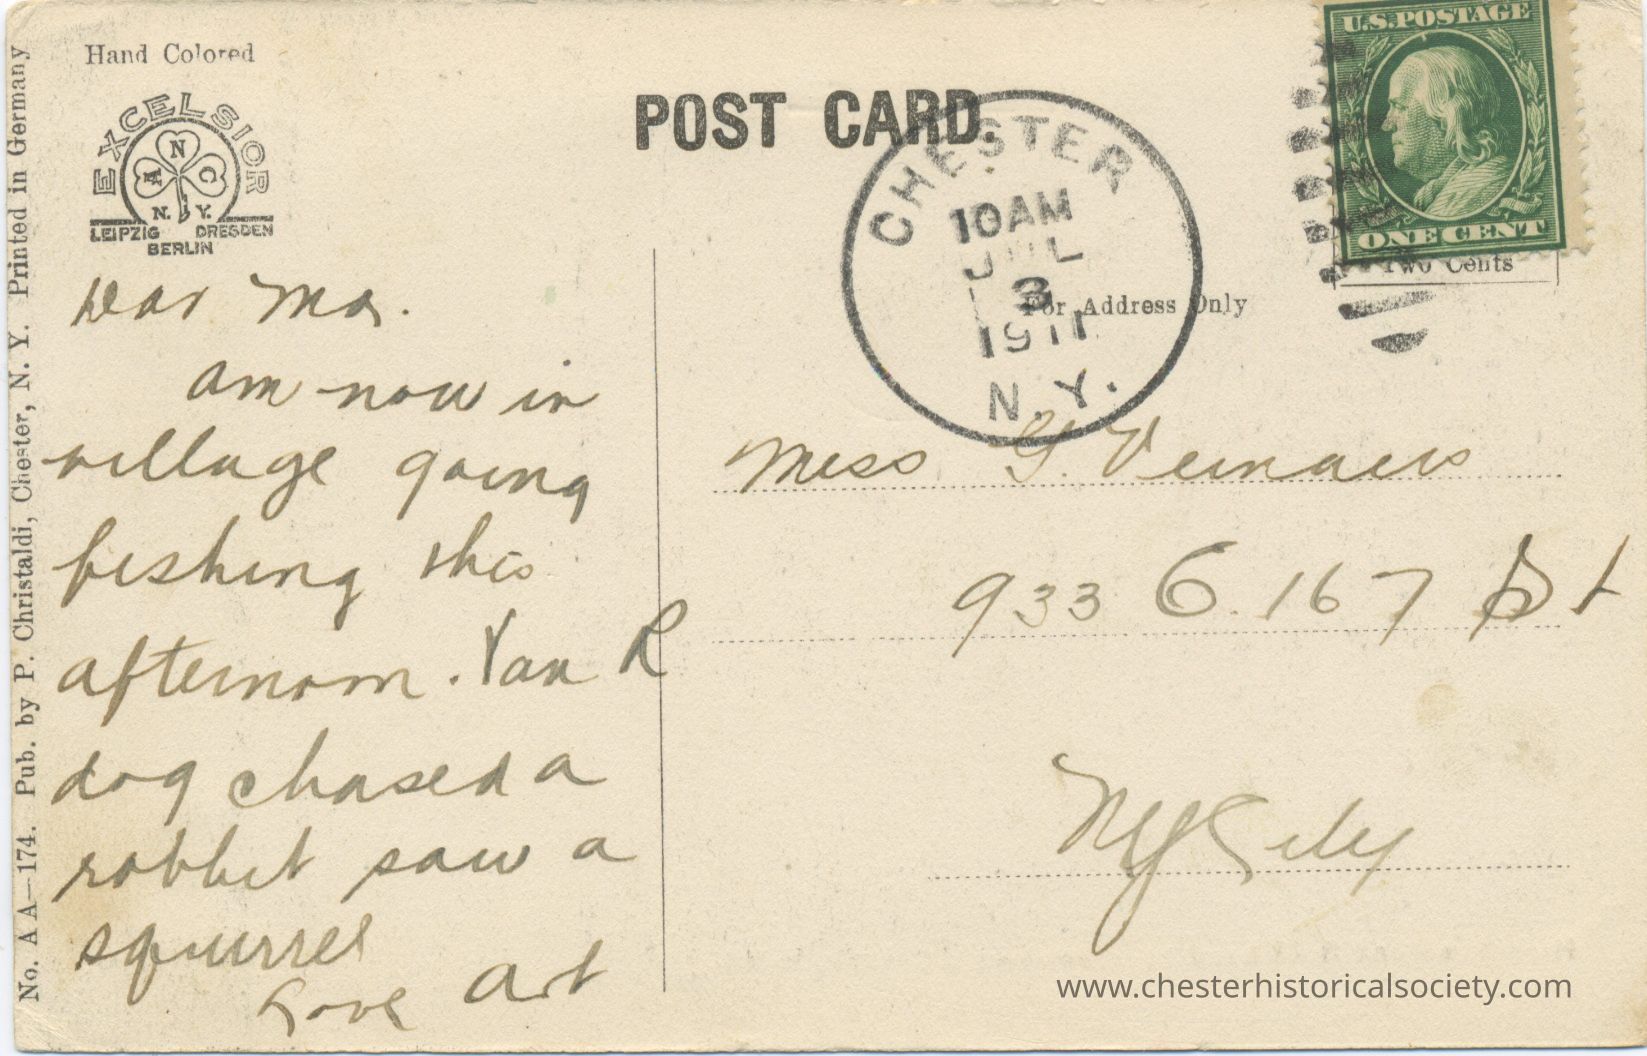 Hand Colored
EXCELSIOR
A N C
N. Y.
LEIPZIG DRESDEN
BERLIN
No. A A—174. Pub. by P. Christaldi, Chester, N. Y. Printed in Germany
POST CARD.
CHESTER
10AM
JUL
3
1911
N. Y.
U.S. POSTAGE
ONE CENT
Two Cents
For Address Only
Dear Ma.
am now in
village going
fishing this
afternoon. Van R
dog chased a
rabbit saw a
squirrel
Love Art
Miss G.
933 E. 167 St
NY City
www.chesterhistoricalsociety.com